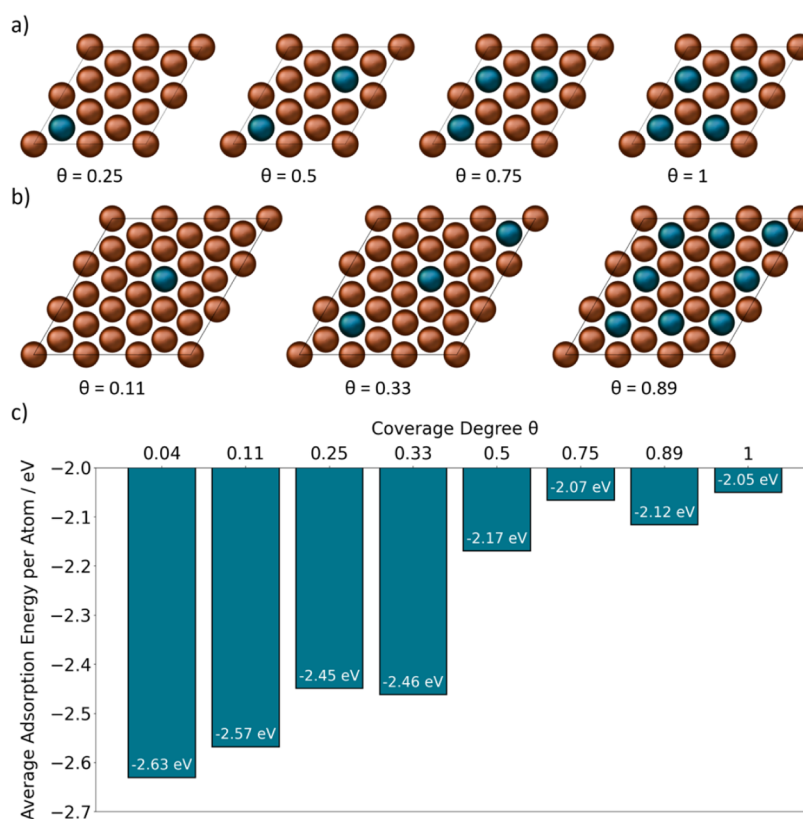 a)
θ = 0.25 θ = 0.5 θ = 0.75 θ = 1
b)
θ = 0.11 θ = 0.33 θ = 0.89
c)
Coverage Degree θ
0.04 0.11 0.25 0.33 0.5 0.75 0.89 1
Average Adsorption Energy per Atom / eV
−2.0
−2.1
−2.2
−2.3
−2.4
−2.5
−2.6
−2.7
-2.63 eV
-2.57 eV
-2.45 eV
-2.46 eV
-2.17 eV
-2.07 eV
-2.12 eV
-2.05 eV